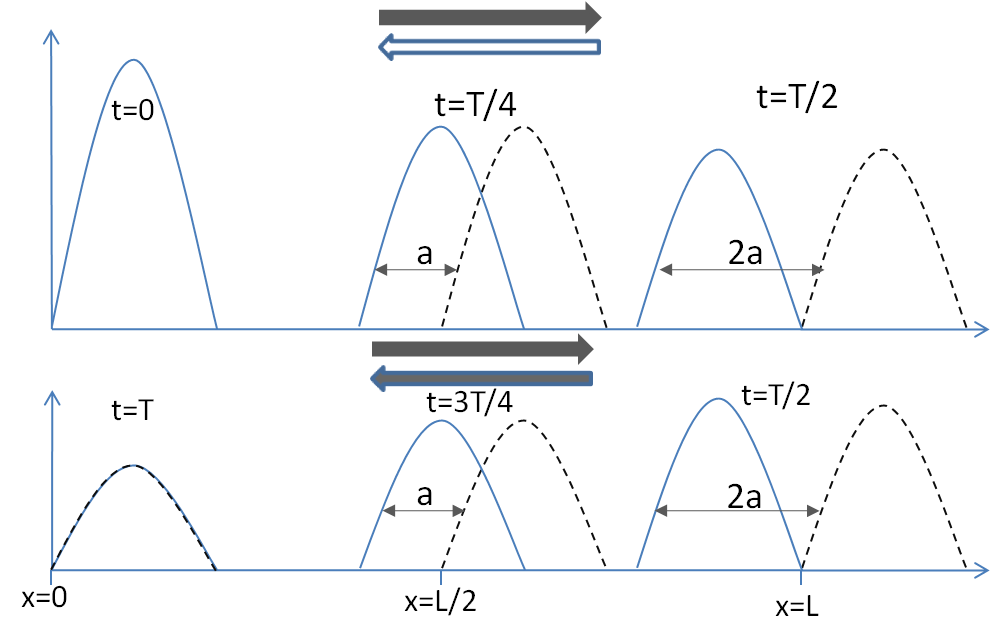 t=0
t=T/4
t=T/2
a
2a
t=T
t=3T/4
t=T/2
a
2a
x=0
x=L/2
x=L